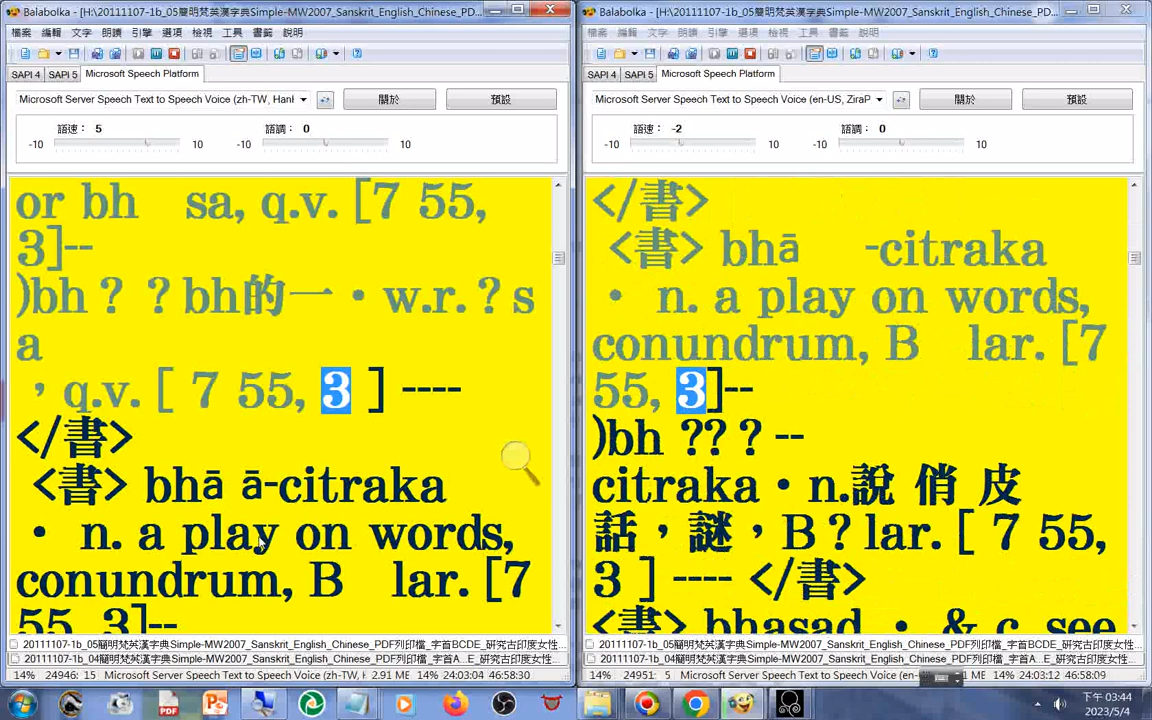 Balabolka - [H:\20111107-1b_05簡明梵英漢字典Simple-MW2007_Sanskrit_English_Chinese_PD...
檔案 編輯 文字 朗讀 引擎 選項 檢視 工具 書籤 說明
SAPI 4 SAPI 5 Microsoft Speech Platform
Microsoft Server Speech Text to Speech Voice (zh-TW, Hanl
關於 預設
語速： 5 語調： 0
-10 10 -10 10
or bh sa, q.v. [7 55,
3]--
)bh？？bh的一・w.r.？s
a
，q.v. [ 7 55, 3 ] ----
</書>
<書> bhā ā-citraka
• n. a play on words,
conundrum, B lar. [7
55, 3]--
20111107-1b_05簡明梵英漢字典Simple-MW2007_Sanskrit_English_Chinese_PDF列印檔_字首BCDE_研究古印度女性...
20111107-1b_04簡明梵英漢字典Simple-MW2007_Sanskrit_English_Chinese_PDF列印檔_字首A...E_研究古印度女性...
14% 24946: 15 Microsoft Server Speech Text to Speech Voice (zh-TW, 2.91 MB 14% 24:03:04 46:58:30
Balabolka - [H:\20111107-1b_05簡明梵英漢字典Simple-MW2007_Sanskrit_English_Chinese_PD...
檔案 編輯 文字 朗讀 引擎 選項 檢視 工具 書籤 說明
SAPI 4 SAPI 5 Microsoft Speech Platform
Microsoft Server Speech Text to Speech Voice (en-US, ZiraP
關於 預設
語速： -2 語調： 0
-10 10 -10 10
</書>
<書> bhā -citraka
• n. a play on words,
conundrum, B lar. [7
55, 3]--
)bh ??？--
citraka・n.說 俏 皮
話，謎，B？lar. [ 7 55,
3 ] ---- </書>
<書> bhasad • & c. see
20111107-1b_05簡明梵英漢字典Simple-MW2007_Sanskrit_English_Chinese_PDF列印檔_字首BCDE_研究古印度女性...
20111107-1b_04簡明梵英漢字典Simple-MW2007_Sanskrit_English_Chinese_PDF列印檔_字首A...E_研究古印度女性...
14% 24951: 5 Microsoft Server Speech Text to Speech Voice MB 14% 24:03:12 46:58:09
PDF
下午 03:44
2023/5/4